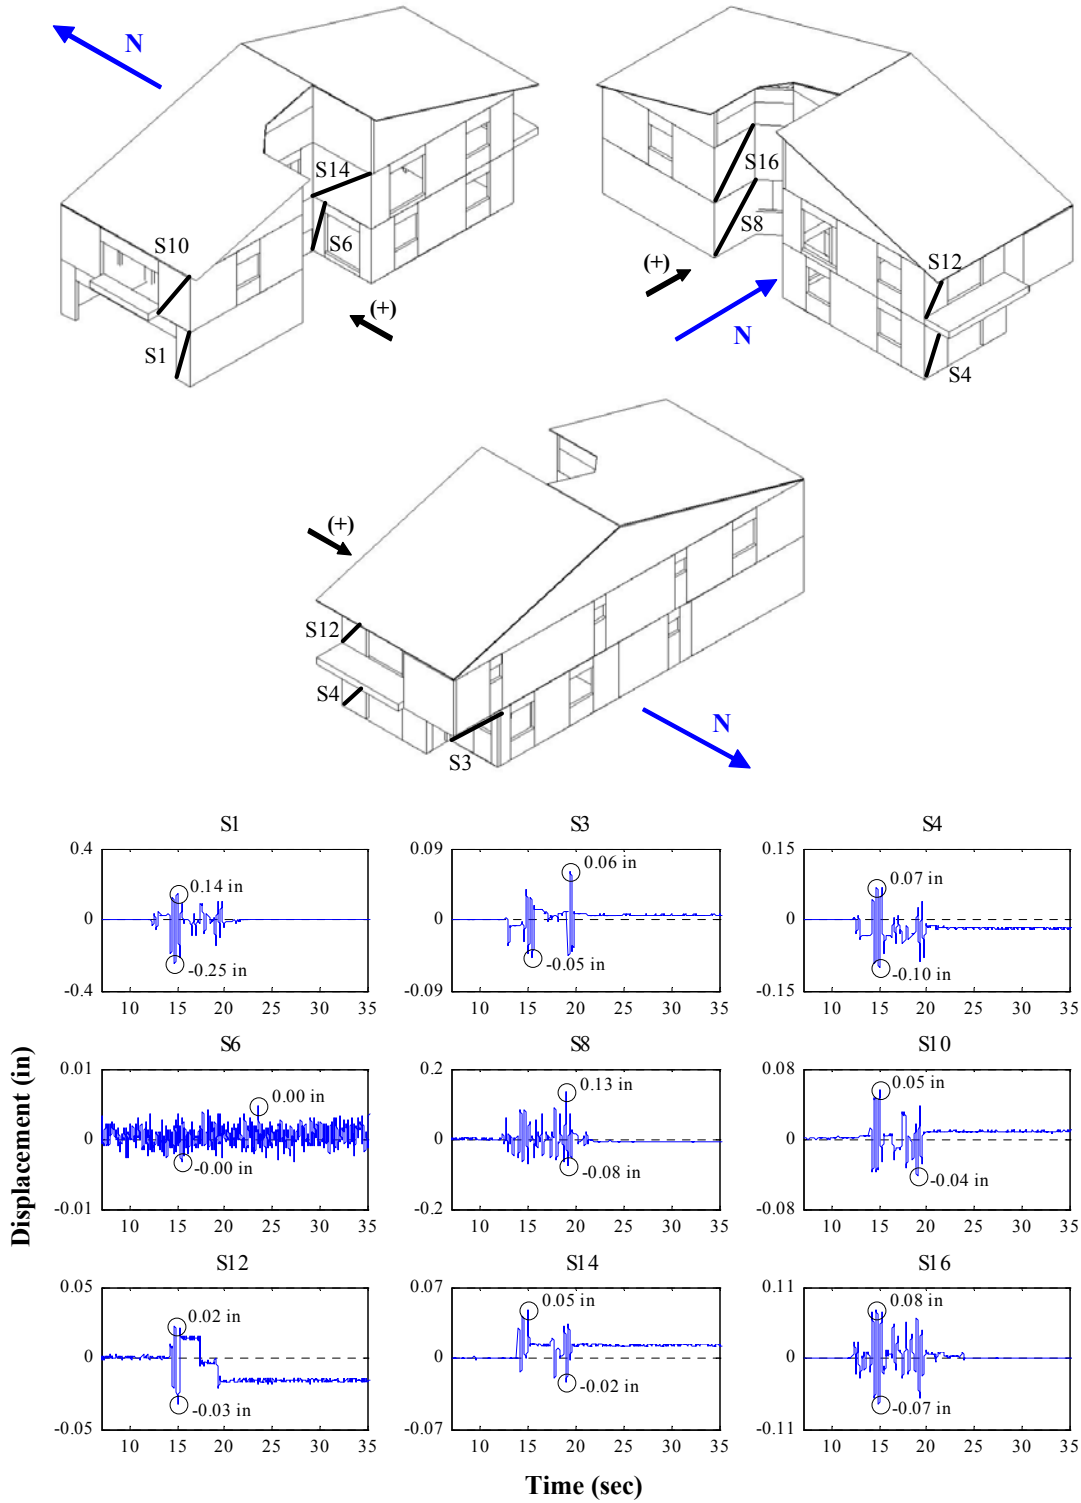 N
S14
S10
S6
(+)
S1
N
S16
S8
(+)
S12
N
S4
(+)
S12
S4
N
S3
S1
0.4
0
-0.4
0.14 in
-0.25 in
10 15 20 25 30 35
S3
0.09
0
-0.09
0.06 in
-0.05 in
10 15 20 25 30 35
S4
0.15
0
-0.15
0.07 in
-0.10 in
10 15 20 25 30 35
S6
0.01
0
-0.01
0.00 in
-0.00 in
10 15 20 25 30 35
S8
0.2
0
-0.2
0.13 in
-0.08 in
10 15 20 25 30 35
S10
0.08
0
-0.08
0.05 in
-0.04 in
10 15 20 25 30 35
Displacement (in)
S12
0.05
0
-0.05
0.02 in
-0.03 in
10 15 20 25 30 35
S14
0.07
0
-0.07
0.05 in
-0.02 in
10 15 20 25 30 35
S16
0.11
0
-0.11
0.08 in
-0.07 in
10 15 20 25 30 35
Time (sec)